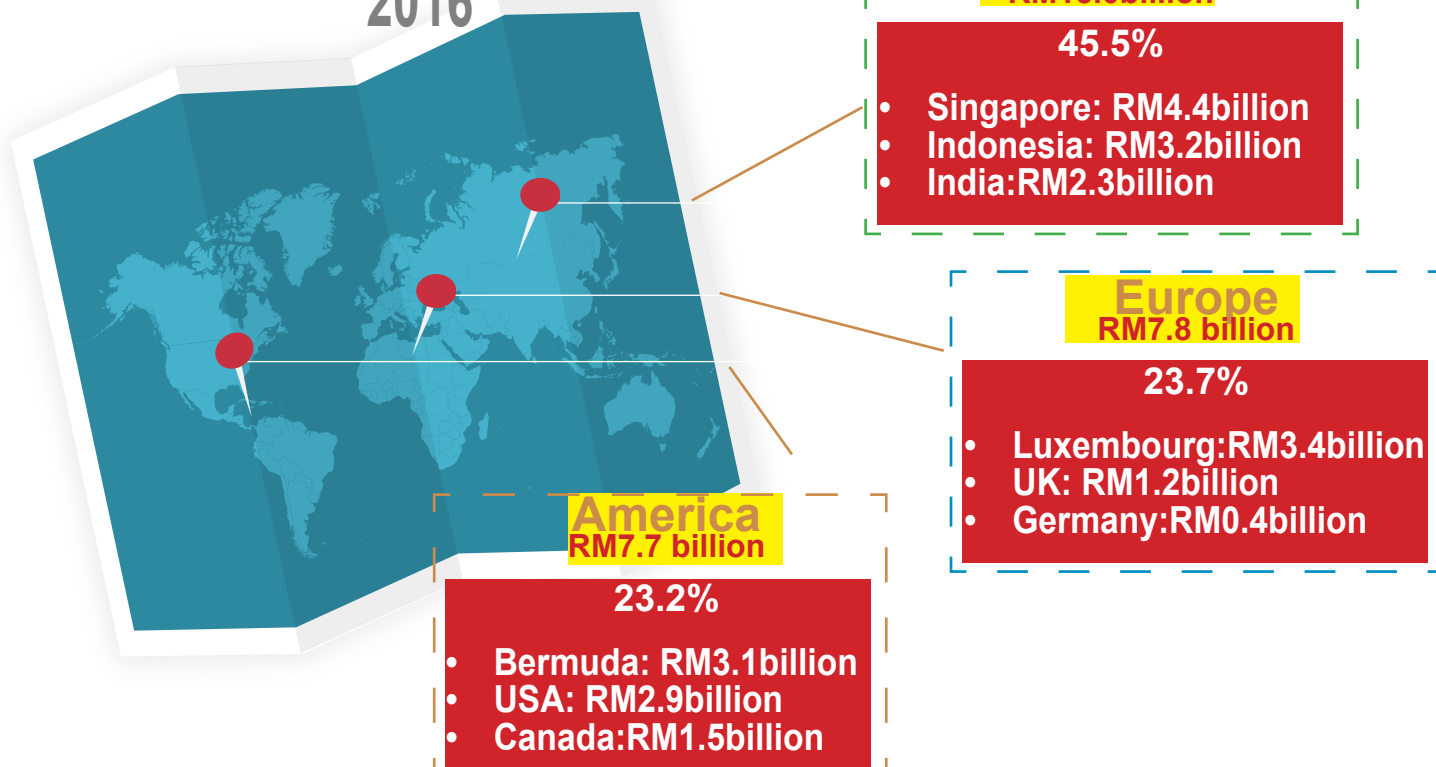 2016
45.5%
• Singapore: RM4.4billion
• Indonesia: RM3.2billion
• India:RM2.3billion
Europe
RM7.8 billion
23.7%
• Luxembourg:RM3.4billion
• UK: RM1.2billion
• Germany:RM0.4billion
America
RM7.7 billion
23.2%
• Bermuda: RM3.1billion
• USA: RM2.9billion
• Canada:RM1.5billion